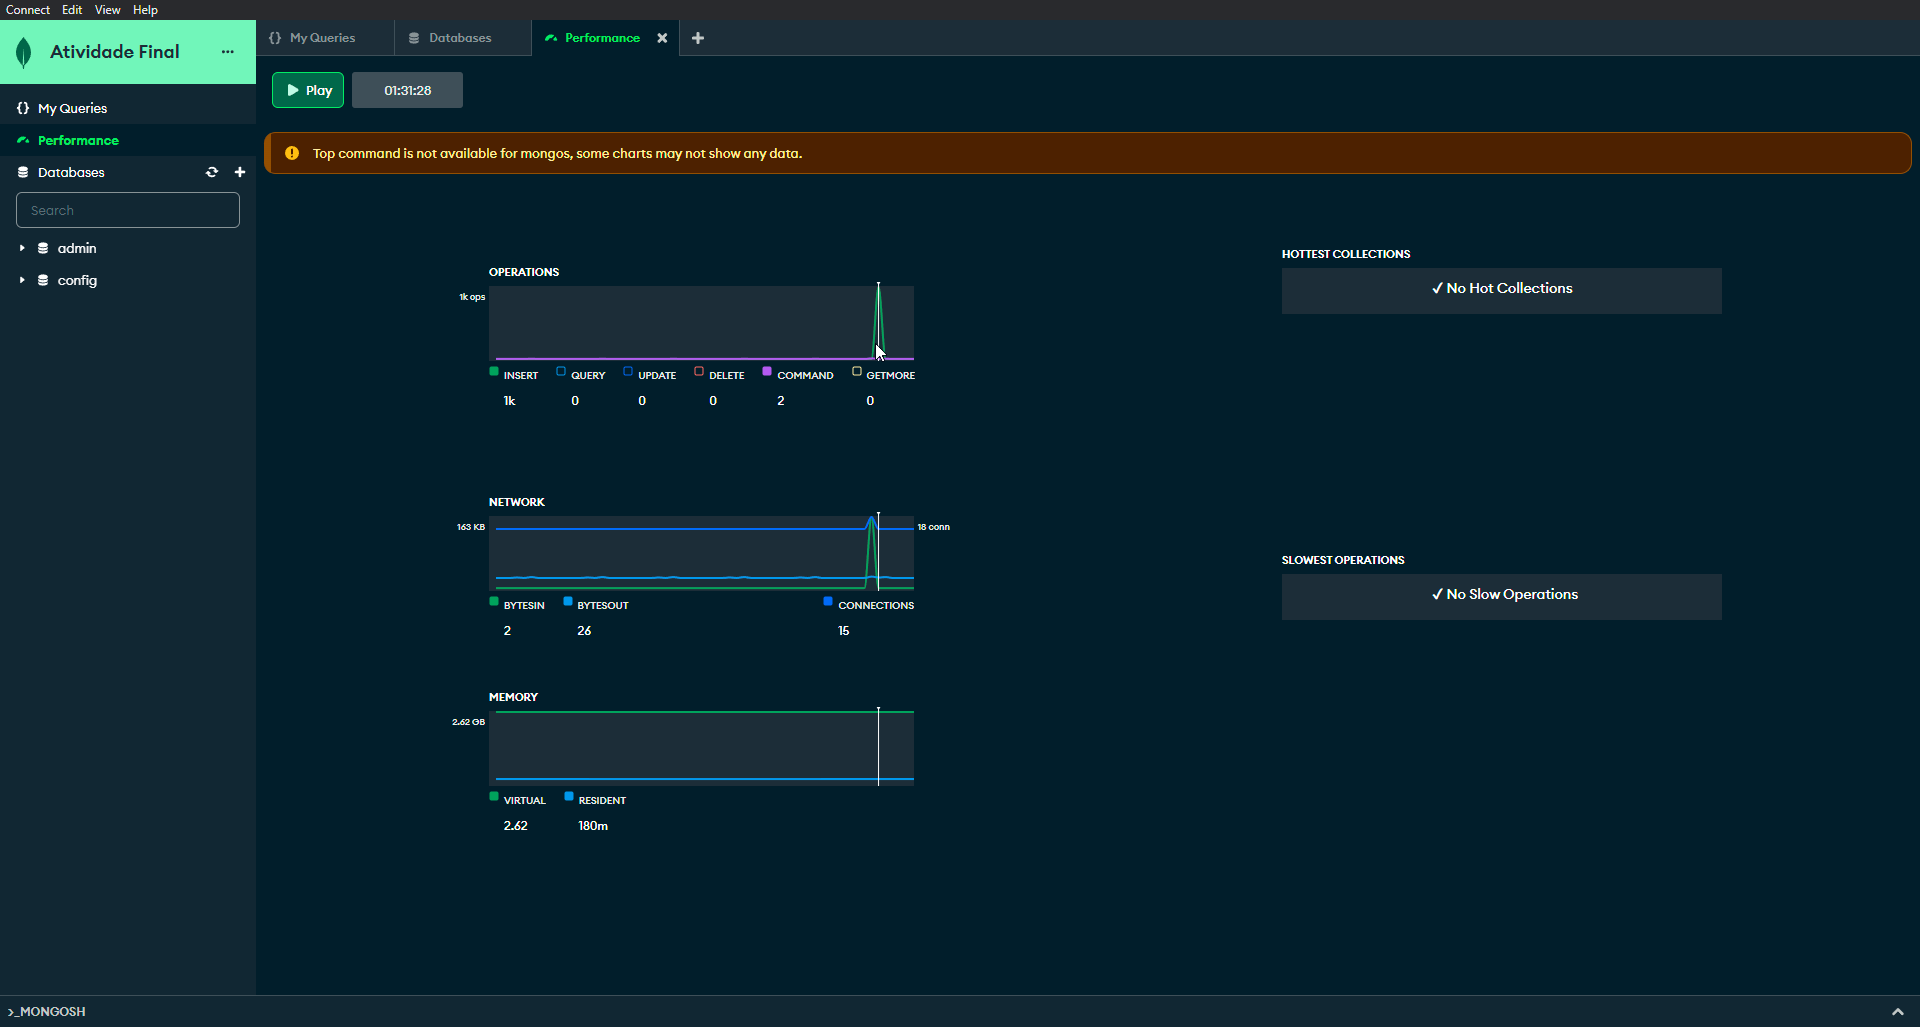 Connect Edit View Help
Atividade Final ...
{} My Queries
Databases
Performance
{} My Queries
Performance
Databases
Search
admin
config
Play
01:31:28
Top command is not available for mongos, some charts may not show any data.
OPERATIONS
1k ops
INSERT QUERY UPDATE DELETE COMMAND GETMORE
1k 0 0 0 2 0
NETWORK
163 KB
18 conn
BYTESIN BYTESOUT CONNECTIONS
2 26 15
MEMORY
2.62 GB
VIRTUAL RESIDENT
2.62 180m
HOTTEST COLLECTIONS
✓ No Hot Collections
SLOWEST OPERATIONS
✓ No Slow Operations
>_MONGOSH